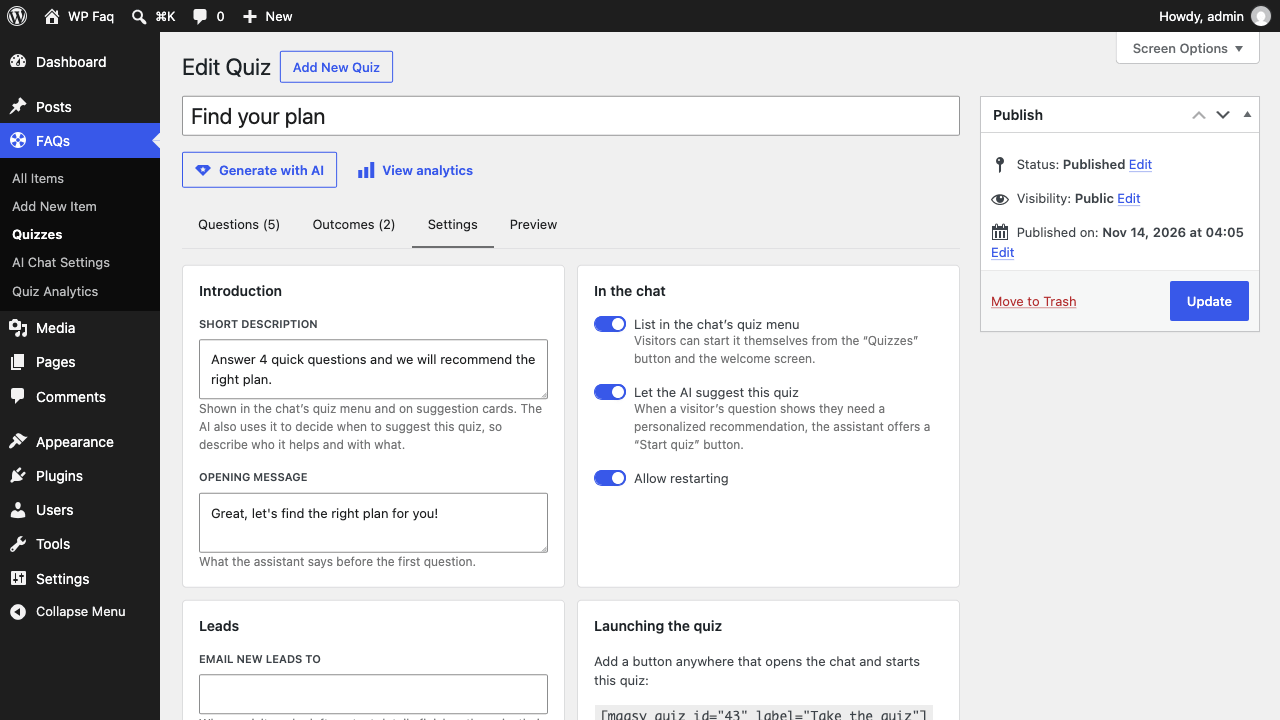 WP Faq
⌘K
0
New
Howdy, admin
Dashboard
Posts
FAQs
All Items
Add New Item
Quizzes
AI Chat Settings
Quiz Analytics
Media
Pages
Comments
Appearance
Plugins
Users
Tools
Settings
Collapse Menu
Screen Options
Edit Quiz
Add New Quiz
Find your plan
Generate with AI
View analytics
Questions (5)
Outcomes (2)
Settings
Preview
Introduction
SHORT DESCRIPTION
Answer 4 quick questions and we will recommend the
right plan.
Shown in the chat’s quiz menu and on suggestion cards. The
AI also uses it to decide when to suggest this quiz, so
describe who it helps and with what.
OPENING MESSAGE
Great, let's find the right plan for you!
What the assistant says before the first question.
In the chat
List in the chat’s quiz menu
Visitors can start it themselves from the “Quizzes”
button and the welcome screen.
Let the AI suggest this quiz
When a visitor’s question shows they need a
personalized recommendation, the assistant offers a
“Start quiz” button.
Allow restarting
Leads
EMAIL NEW LEADS TO
Launching the quiz
Add a button anywhere that opens the chat and starts
this quiz:
[mqqsy_quiz id="43" label="Take the quiz"]
Publish
Status: Published Edit
Visibility: Public Edit
Published on: Nov 14, 2026 at 04:05
Edit
Move to Trash
Update